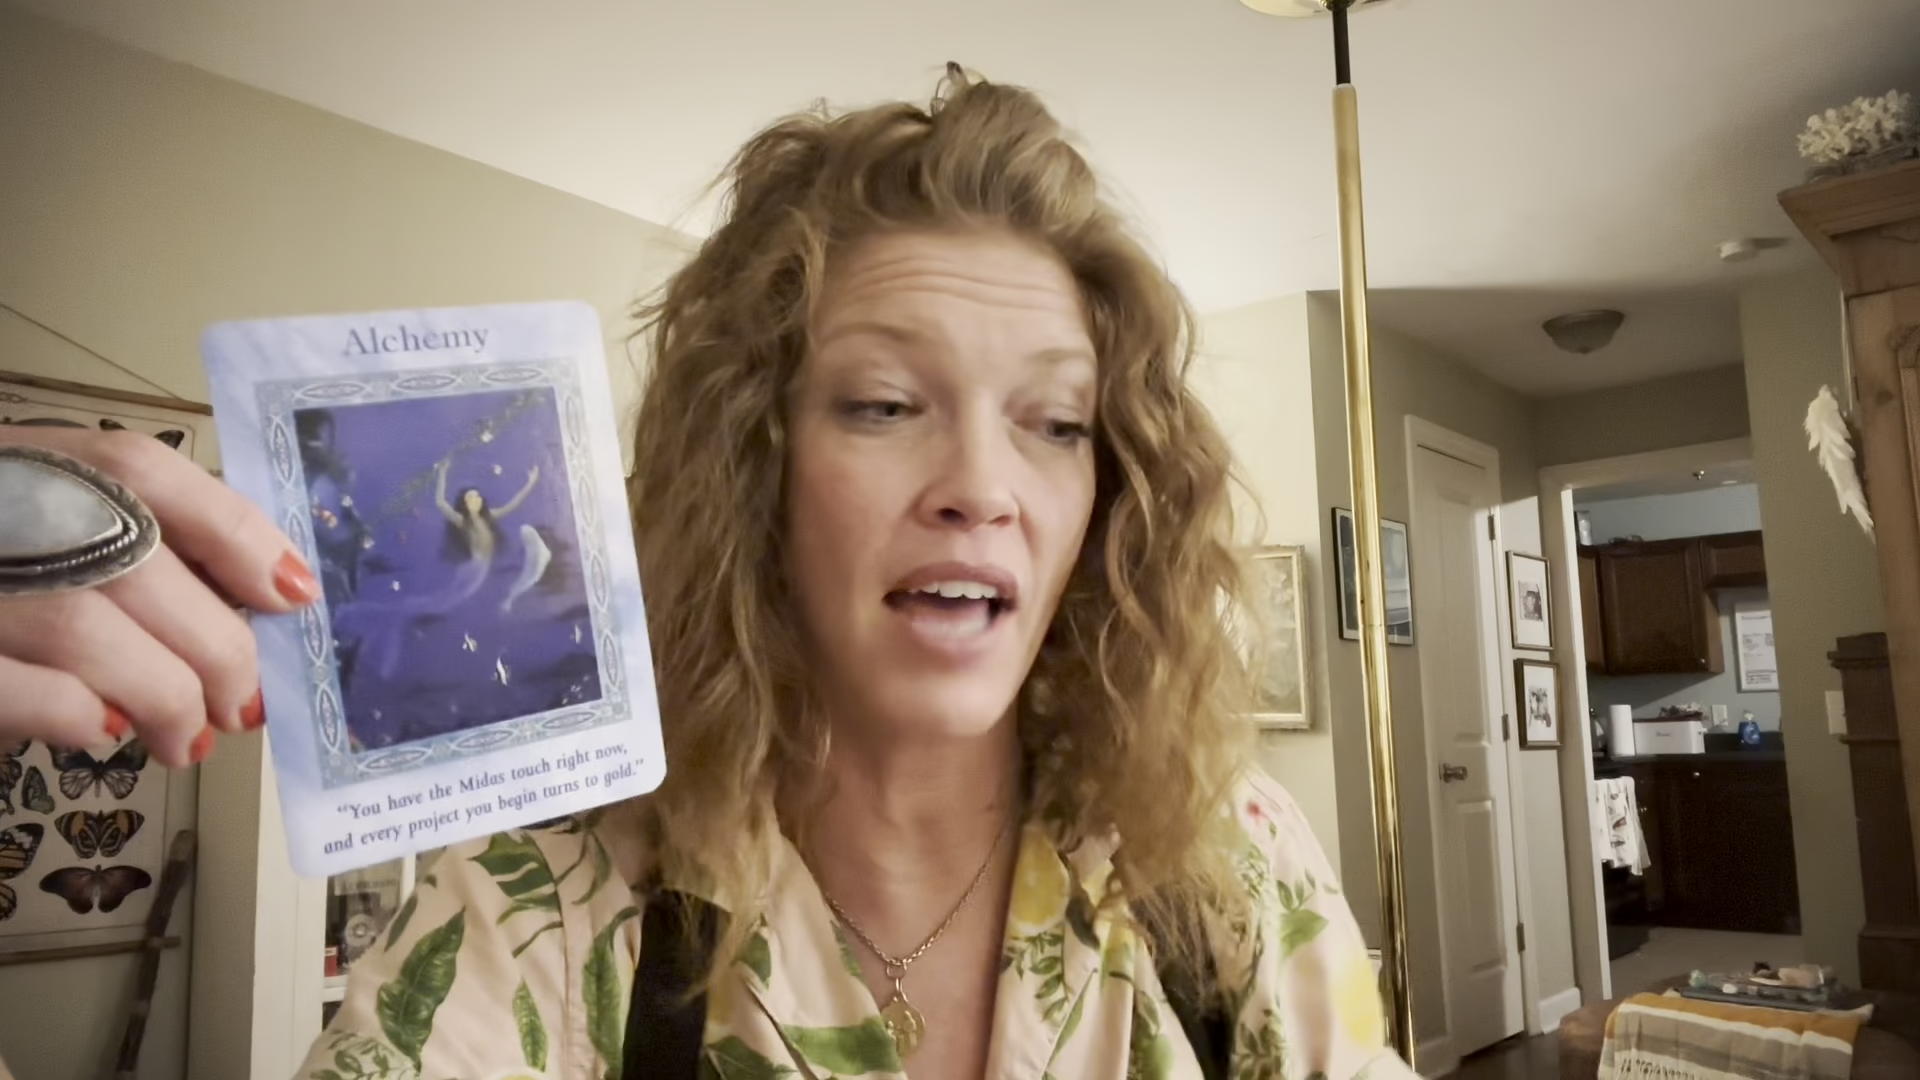 Alchemy
"You have the Midas touch right now,
and every project you begin turns to gold."